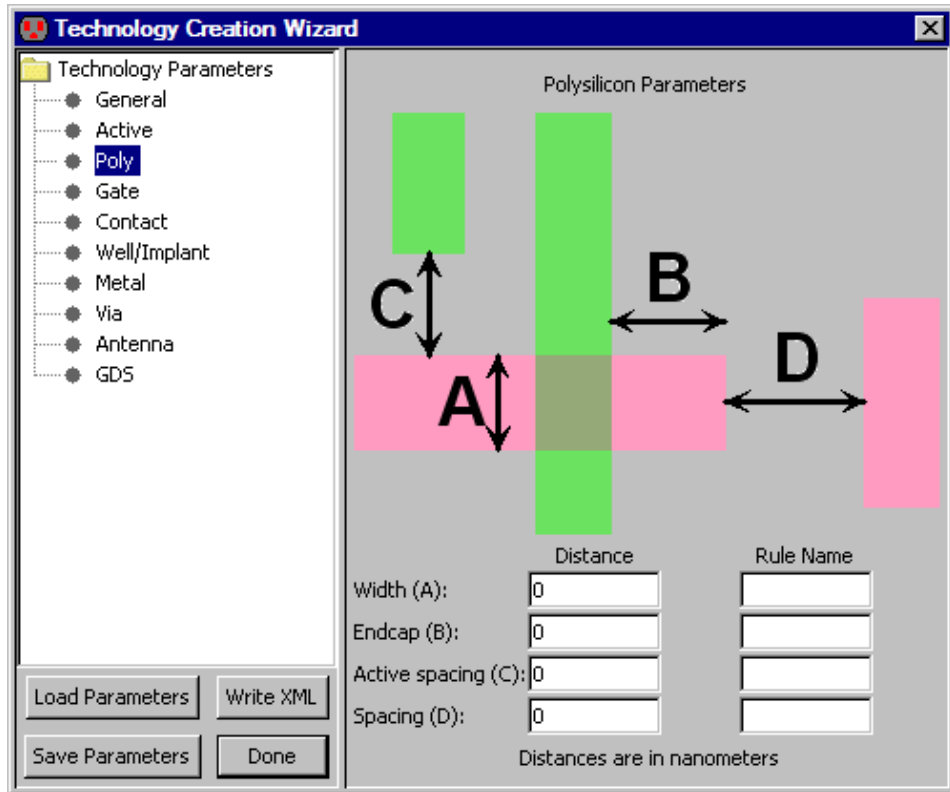 Technology Creation Wizard
Technology Parameters
General
Active
Poly
Gate
Contact
Well/Implant
Metal
Via
Antenna
GDS
Load Parameters
Write XML
Save Parameters
Done
Polysilicon Parameters
C
B
A
D
Distance
Rule Name
Width (A): 0
Endcap (B): 0
Active spacing (C): 0
Spacing (D): 0
Distances are in nanometers